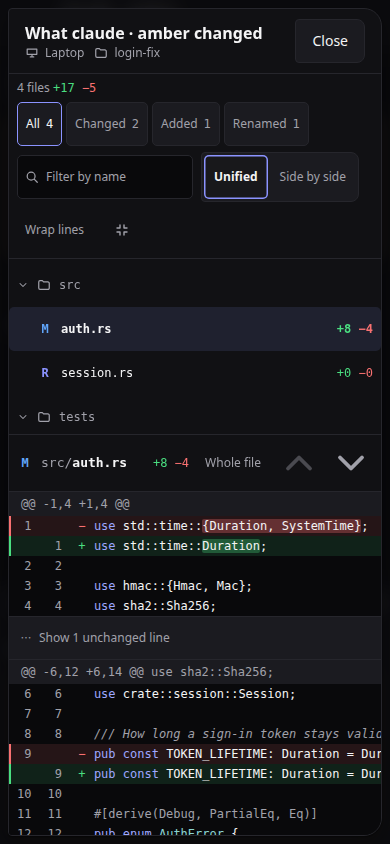 What claude · amber changed
Laptop login-fix
Close
4 files +17 −5
All 4
Changed 2
Added 1
Renamed 1
Filter by name
Unified
Side by side
Wrap lines
src
M auth.rs +8 −4
R session.rs +0 −0
tests
M src/auth.rs +8 −4 Whole file
@@ -1,4 +1,4 @@
1 − use std::time::{Duration, SystemTime};
1 + use std::time::Duration;
2 2
3 3 use hmac::{Hmac, Mac};
4 4 use sha2::Sha256;
··· Show 1 unchanged line
@@ -6,12 +6,14 @@ use sha2::Sha256;
6 6 use crate::session::Session;
7 7
8 8 /// How long a sign-in token stays valid
9 − pub const TOKEN_LIFETIME: Duration = Dur
9 + pub const TOKEN_LIFETIME: Duration = Dur
10 10
11 11 #[derive(Debug, PartialEq, Eq)]
12 12 pub enum AuthError {